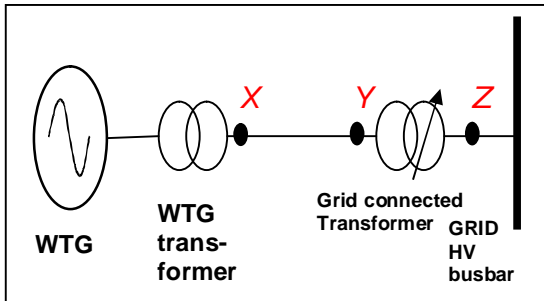 X
Y
Z
WTG
WTG
trans-
former
Grid connected
Transformer
GRID
HV
busbar